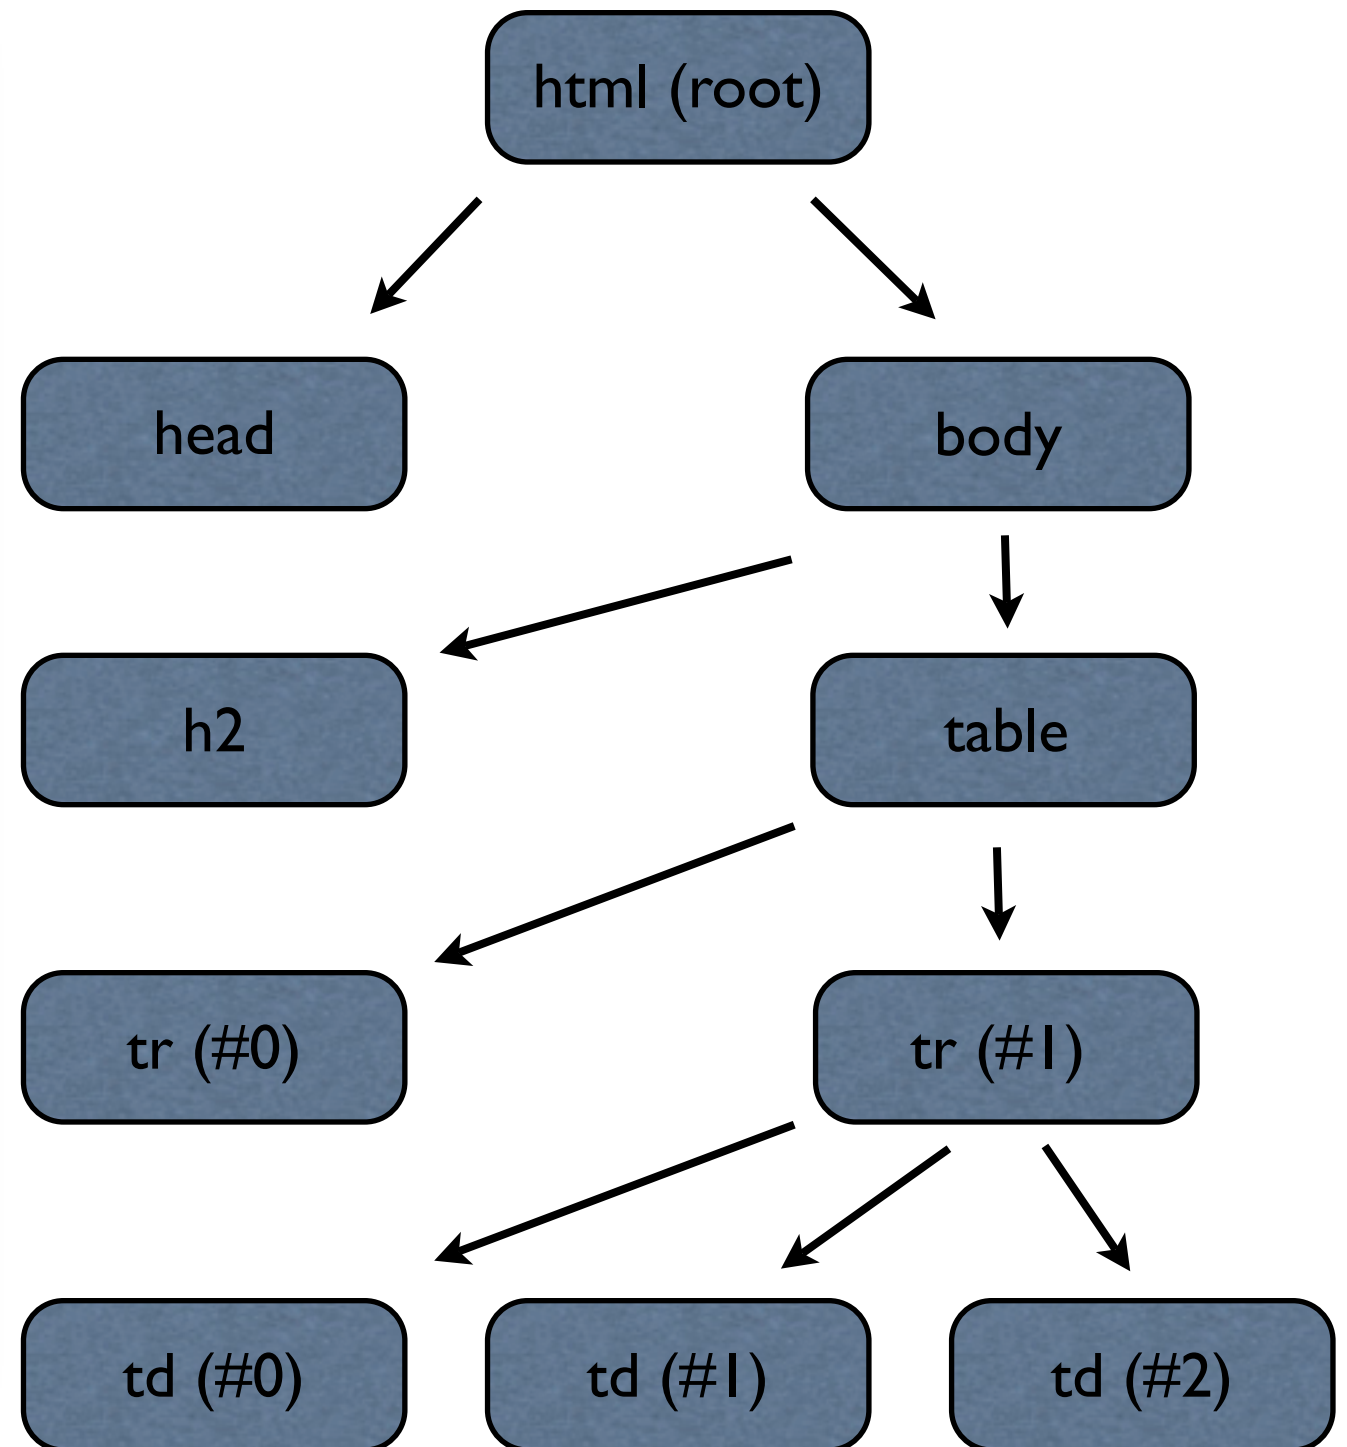 html (root)
head
body
h2
table
tr (#0)
tr (#1)
td (#0)
td (#1)
td (#2)